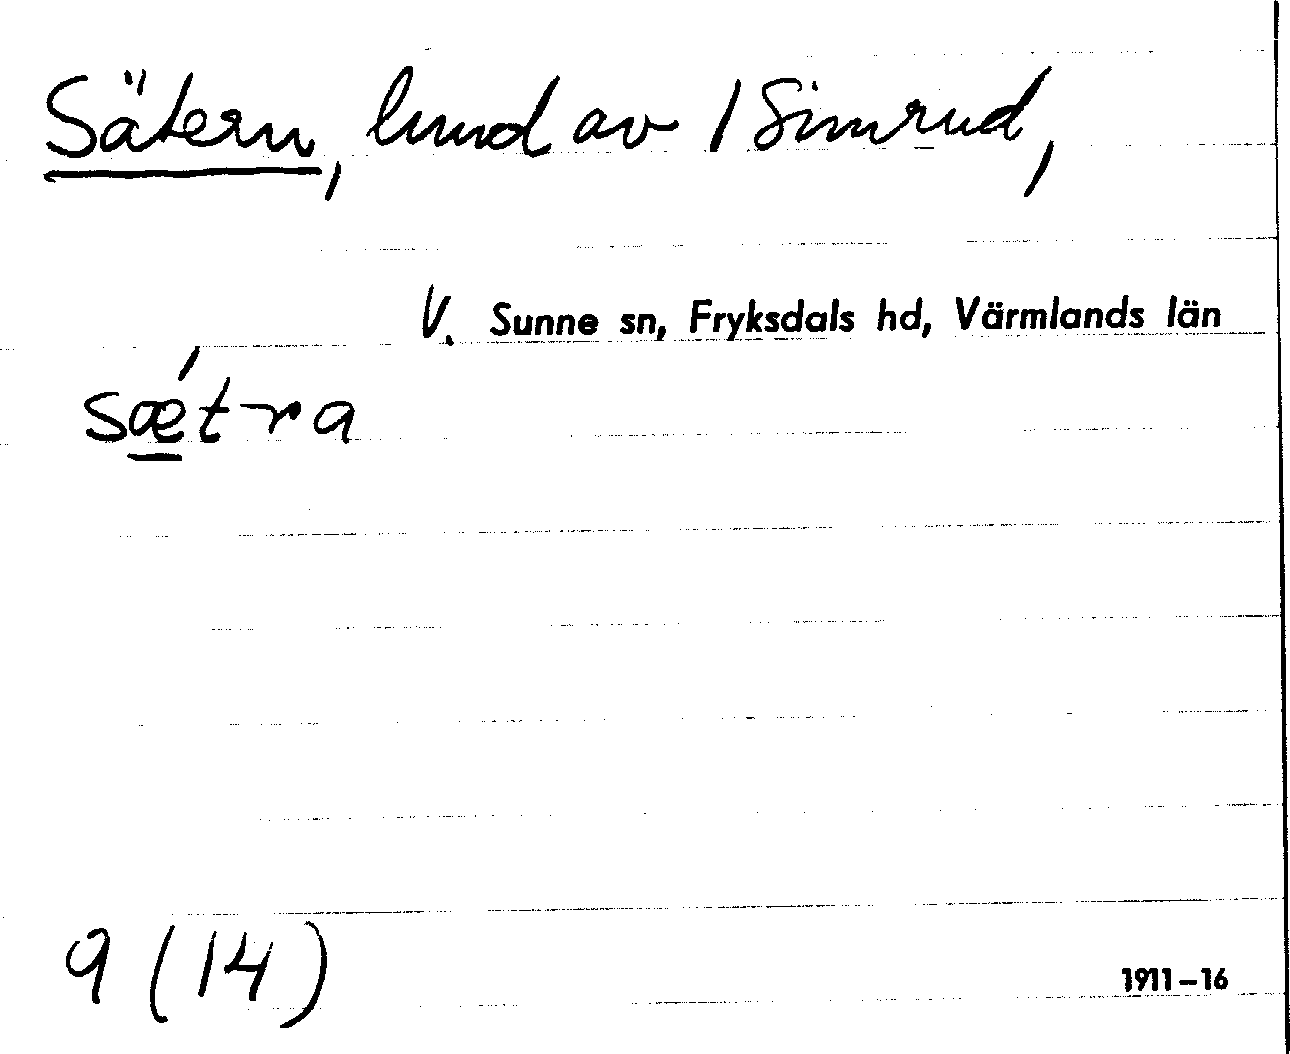 Sätern, lund av 1 Simrud,
V. Sunne sn, Fryksdals hd, Värmlands län
sǽtra
9 (14)
1911–16